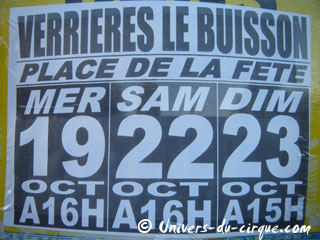 VERRIERES LE BUISSON
PLACE DE LA FETE
MER SAM DIM
19 22 23
OCT OCT OCT
A16H A16H A15H
© Univers-du-cirque.com